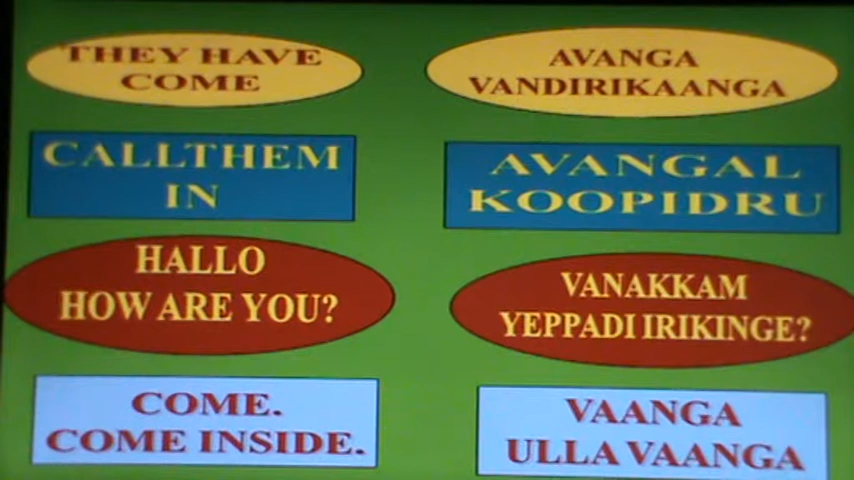 THEY HAVE
COME
AVANGA
VANDIRIKAANGA
CALLTHEM
IN
AVANGAL
KOOPIDRU
HALLO
HOW ARE YOU?
VANAKKAM
YEPPADI IRIKINGE?
COME.
COME INSIDE.
VAANGA
ULLA VAANGA